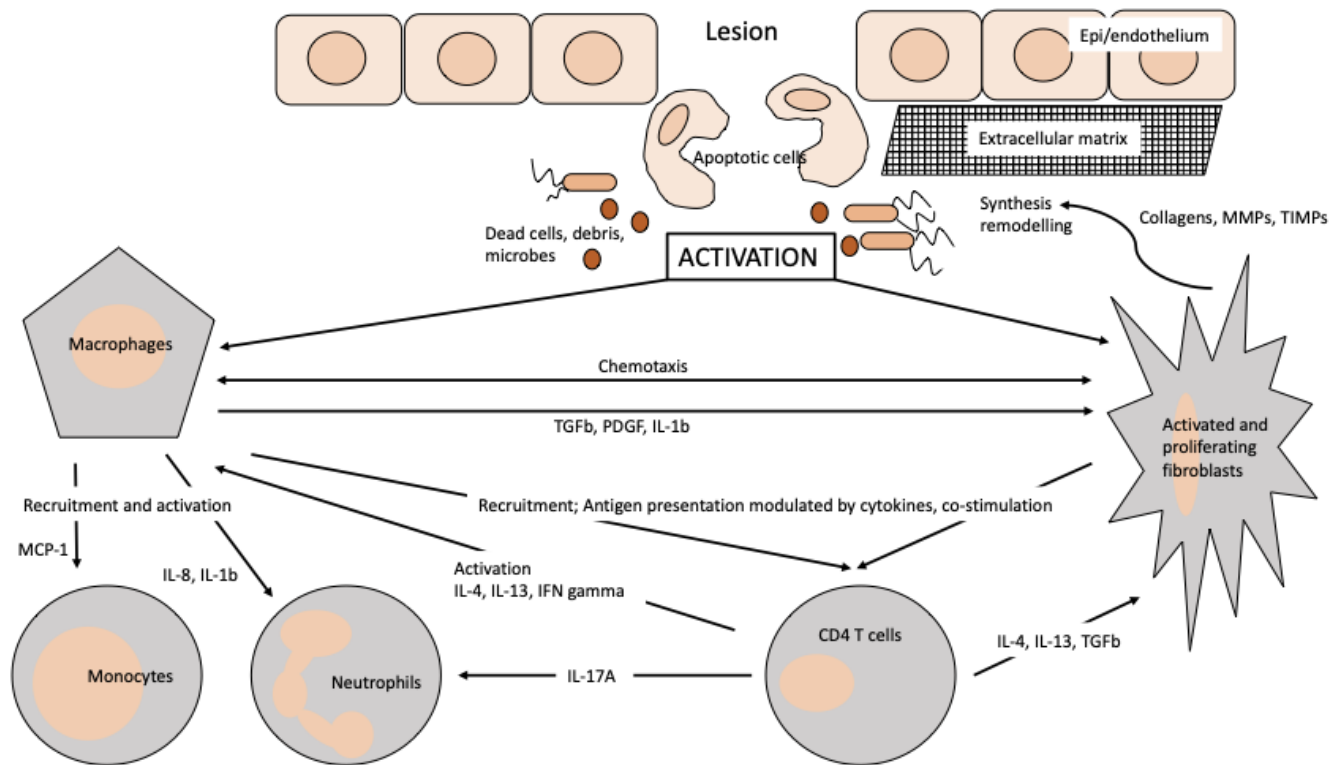 Lesion
Epi/endothelium
Extracellular matrix
Apoptotic cells
Synthesis
remodelling
Collagens, MMPs, TIMPs
Dead cells, debris,
microbes
ACTIVATION
Macrophages
Chemotaxis
TGFb, PDGF, IL-1b
Activated and
proliferating
fibroblasts
Recruitment and activation
Recruitment; Antigen presentation modulated by cytokines, co-stimulation
MCP-1
IL-8, IL-1b
Activation
IL-4, IL-13, IFN gamma
CD4 T cells
IL-4, IL-13, TGFb
Monocytes
Neutrophils
IL-17A